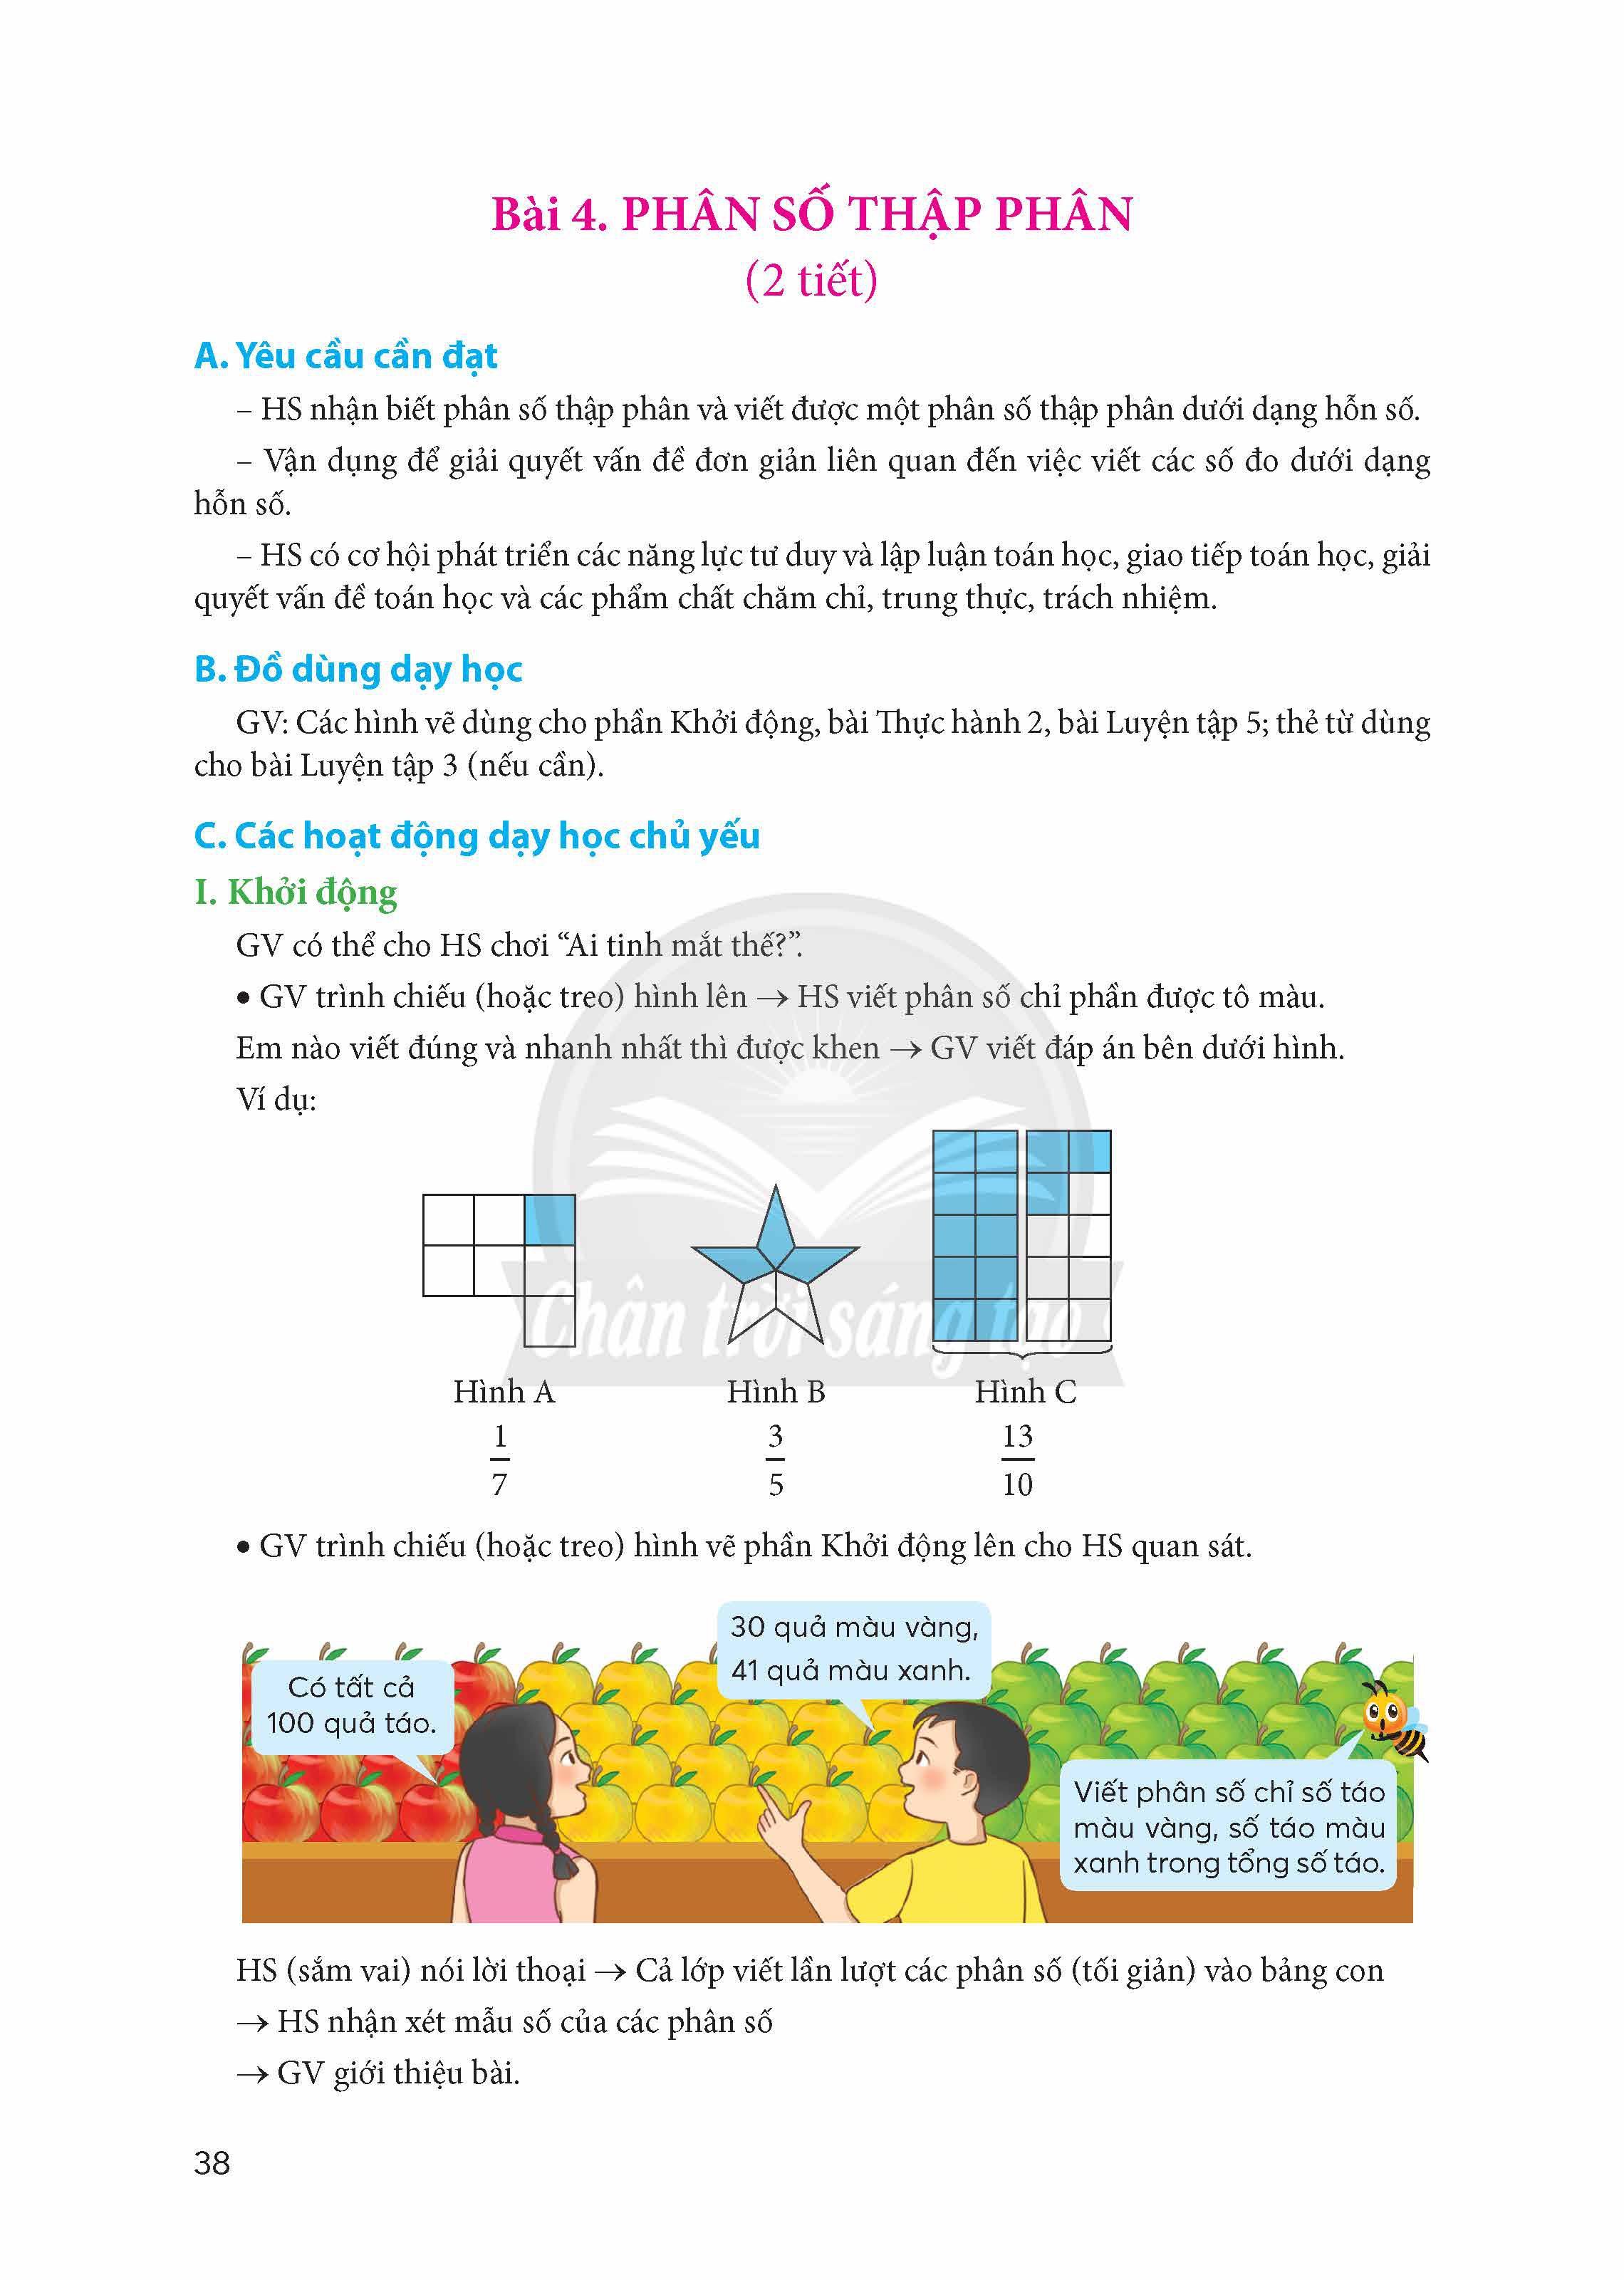 Bài 4. PHÂN SỐ THẬP PHÂN
(2 tiết)
A. Yêu cầu cần đạt
– HS nhận biết phân số thập phân và viết được một phân số thập phân dưới dạng hỗn số.
– Vận dụng để giải quyết vấn đề đơn giản liên quan đến việc viết các số đo dưới dạng
hỗn số.
– HS có cơ hội phát triển các năng lực tư duy và lập luận toán học, giao tiếp toán học, giải
quyết vấn đề toán học và các phẩm chất chăm chỉ, trung thực, trách nhiệm.
B. Đồ dùng dạy học
GV: Các hình vẽ dùng cho phần Khởi động, bài Thực hành 2, bài Luyện tập 5; thẻ từ dùng
cho bài Luyện tập 3 (nếu cần).
C. Các hoạt động dạy học chủ yếu
I. Khởi động
GV có thể cho HS chơi “Ai tinh mắt thế?”.
• GV trình chiếu (hoặc treo) hình lên → HS viết phân số chỉ phần được tô màu.
Em nào viết đúng và nhanh nhất thì được khen → GV viết đáp án bên dưới hình.
Ví dụ:
Chân trời sáng tạo
Hình A Hình B Hình C
1 3 13
7 5 10
• GV trình chiếu (hoặc treo) hình vẽ phần Khởi động lên cho HS quan sát.
Có tất cả
100 quả táo.
30 quả màu vàng,
41 quả màu xanh.
Viết phân số chỉ số táo
màu vàng, số táo màu
xanh trong tổng số táo.
HS (sắm vai) nói lời thoại → Cả lớp viết lần lượt các phân số (tối giản) vào bảng con
→ HS nhận xét mẫu số của các phân số
→ GV giới thiệu bài.
38